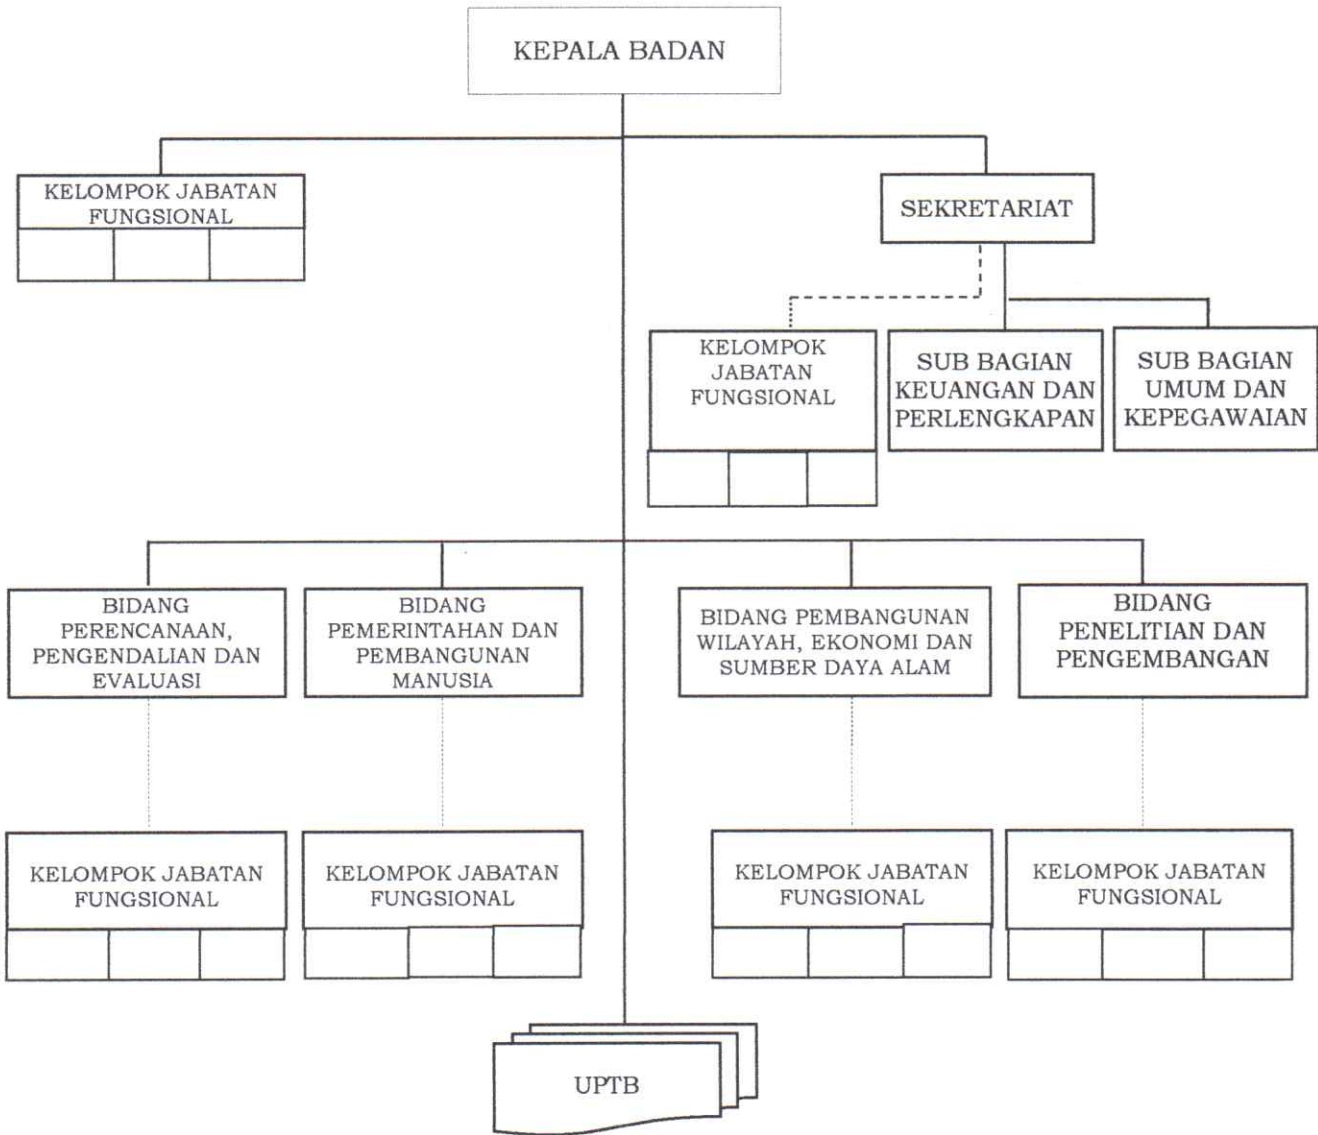 KEPALA BADAN
KELOMPOK JABATAN
FUNGSIONAL
SEKRETARIAT
KELOMPOK
JABATAN
FUNGSIONAL
SUB BAGIAN
KEUANGAN DAN
PERLENGKAPAN
SUB BAGIAN
UMUM DAN
KEPEGAWAIAN
BIDANG
PERENCANAAN,
PENGENDALIAN DAN
EVALUASI
BIDANG
PEMERINTAHAN DAN
PEMBANGUNAN
MANUSIA
BIDANG PEMBANGUNAN
WILAYAH, EKONOMI DAN
SUMBER DAYA ALAM
BIDANG
PENELITIAN DAN
PENGEMBANGAN
KELOMPOK JABATAN
FUNGSIONAL
KELOMPOK JABATAN
FUNGSIONAL
KELOMPOK JABATAN
FUNGSIONAL
KELOMPOK JABATAN
FUNGSIONAL
UPTB